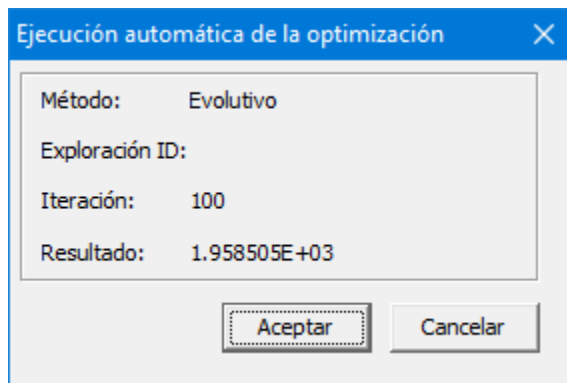 Ejecución automática de la optimización
Método: Evolutivo
Exploración ID:
Iteración: 100
Resultado: 1.958505E+03
Aceptar Cancelar